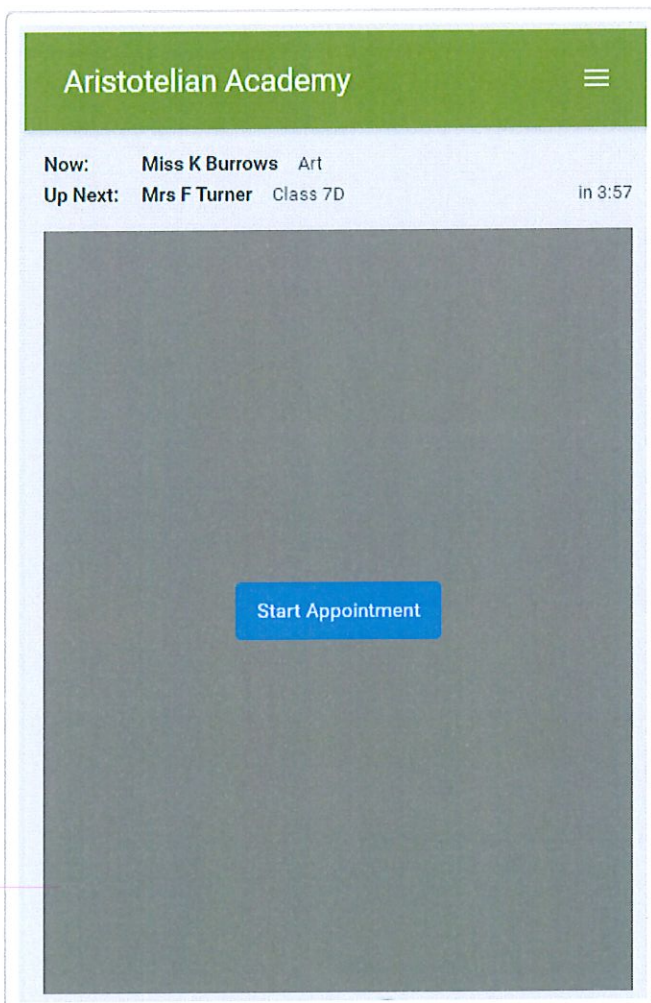 Aristotelian Academy
Now: Miss K Burrows Art
Up Next: Mrs F Turner Class 7D in 3:57
Start Appointment